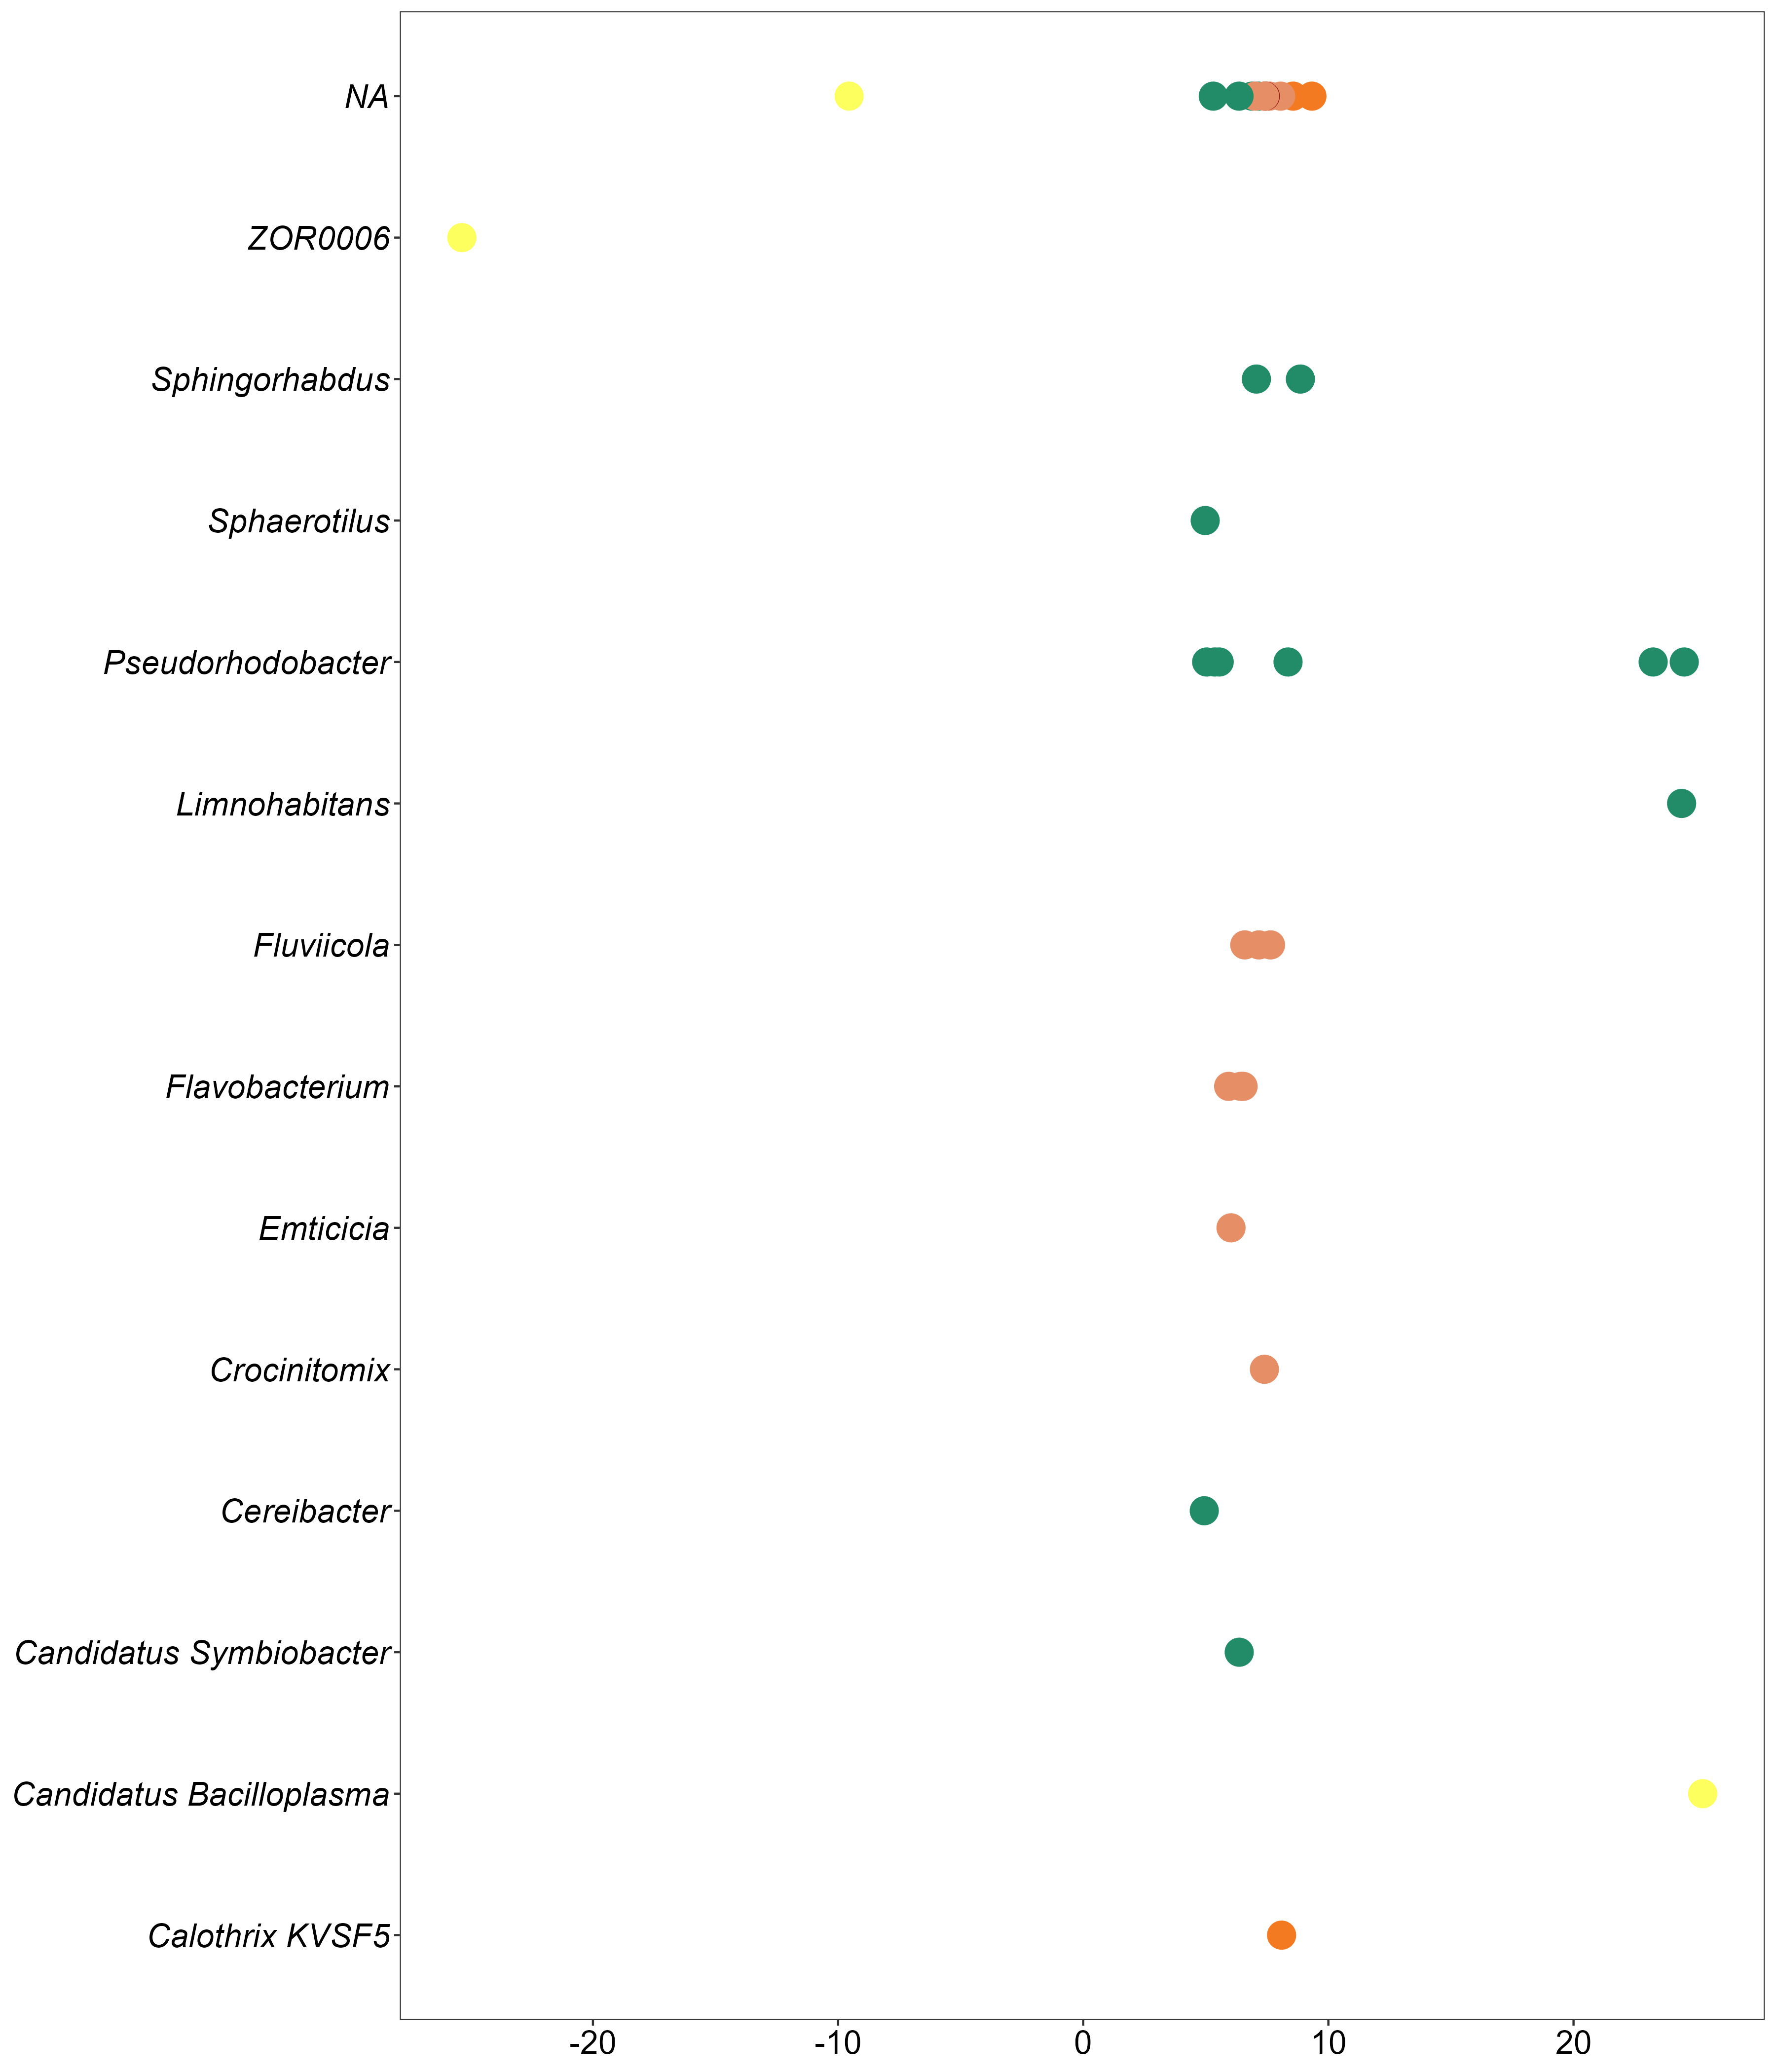 NA
ZOR0006
Sphingorhabdus
Sphaerotilus
Pseudorhodobacter
Limnohabitans
Fluviicola
Flavobacterium
Emticicia
Crocinitomix
Cereibacter
Candidatus Symbiobacter
Candidatus Bacilloplasma
Calothrix KVSF5
-20 -10 0 10 20